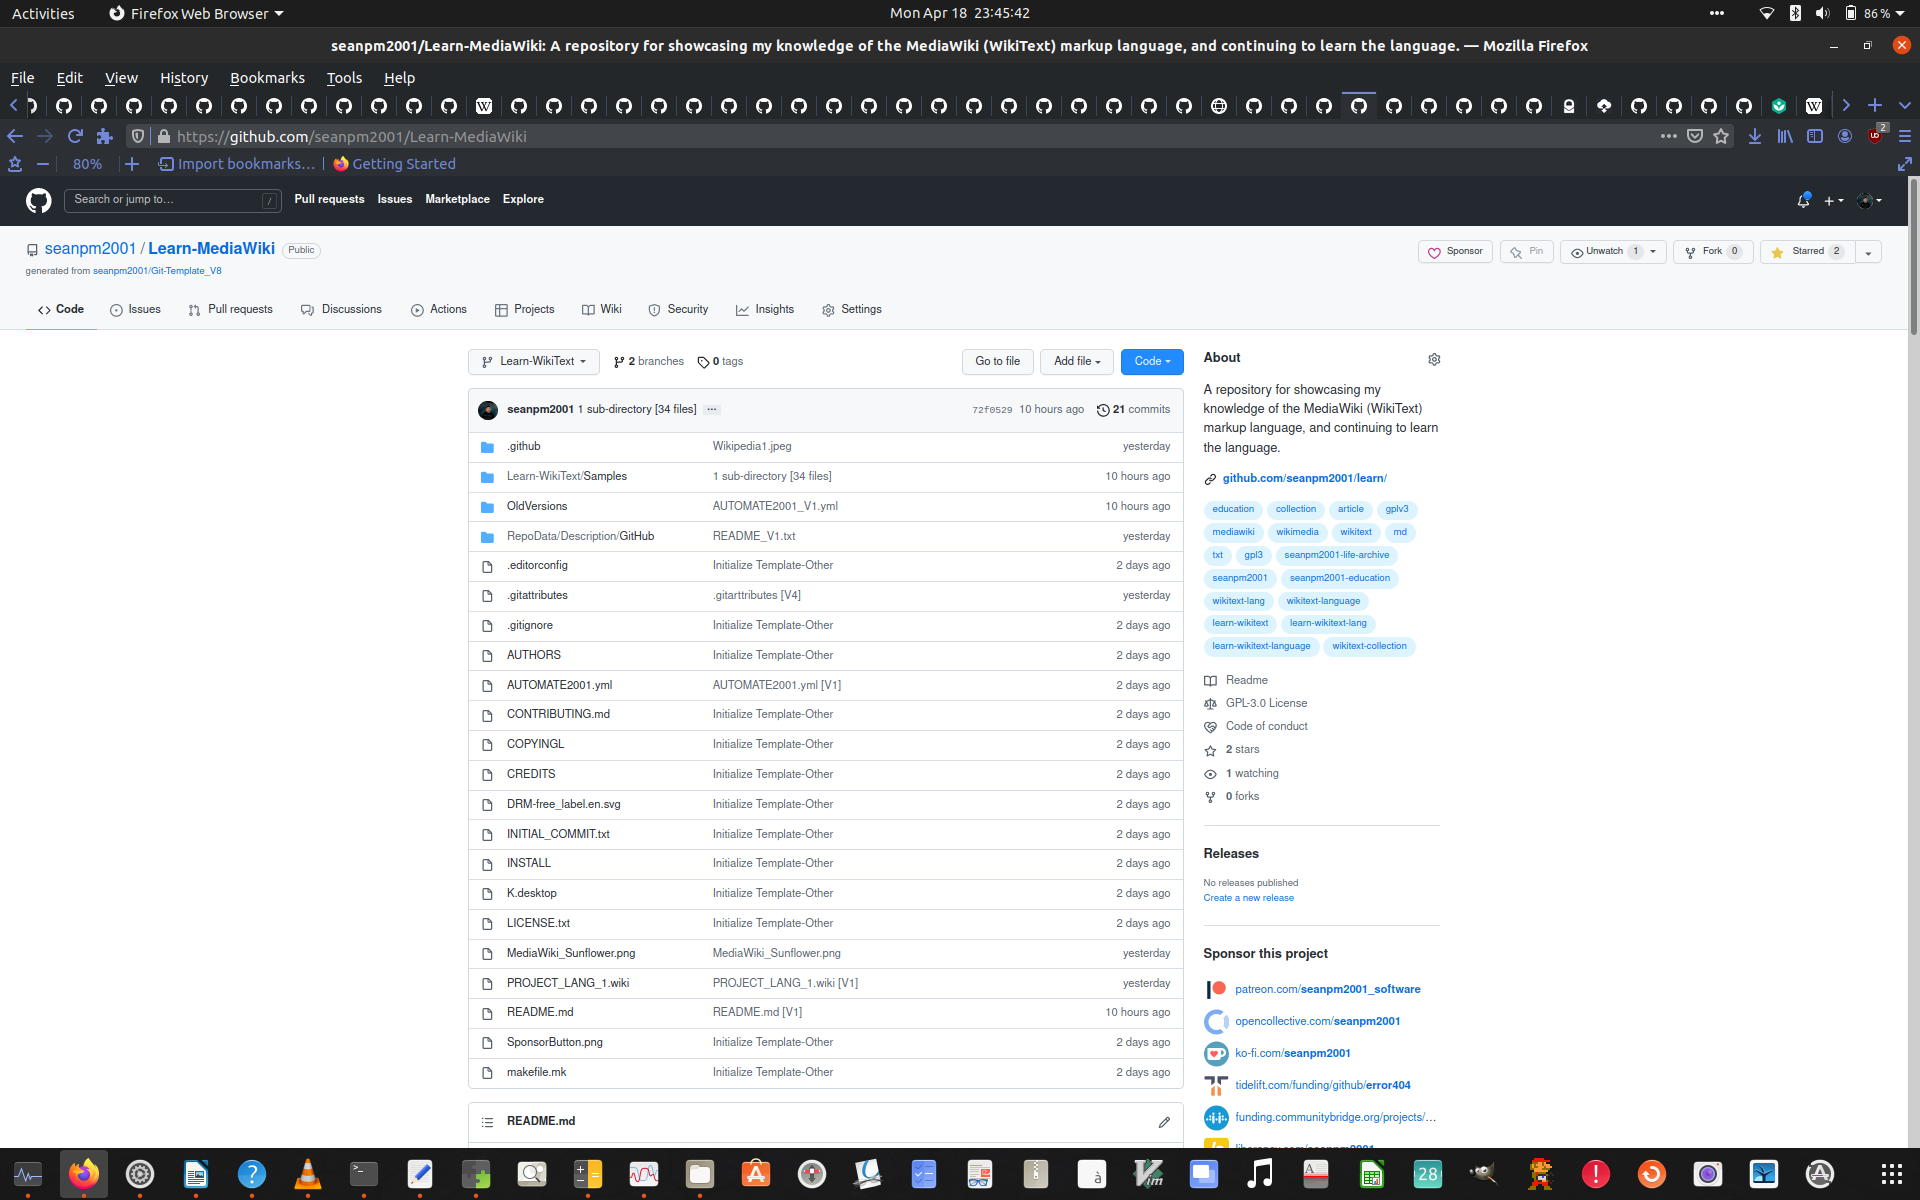 Activities
Firefox Web Browser
Mon Apr 18 23:45:42
86 %
seanpm2001/Learn-MediaWiki: A repository for showcasing my knowledge of the MediaWiki (WikiText) markup language, and continuing to learn the language. — Mozilla Firefox
File Edit View History Bookmarks Tools Help
https://github.com/seanpm2001/Learn-MediaWiki
2
80%
Import bookmarks…
Getting Started
Search or jump to…
/
Pull requests Issues Marketplace Explore
seanpm2001 / Learn-MediaWiki Public
generated from seanpm2001/Git-Template_V8
Sponsor
Pin
Unwatch 1
Fork 0
Starred 2
Code Issues Pull requests Discussions Actions Projects Wiki Security Insights Settings
Learn-WikiText
2 branches
0 tags
Go to file
Add file
Code
seanpm2001 1 sub-directory [34 files] ... 72f0529 10 hours ago 21 commits
.github Wikipedia1.jpeg yesterday
Learn-WikiText/Samples 1 sub-directory [34 files] 10 hours ago
OldVersions AUTOMATE2001_V1.yml 10 hours ago
RepoData/Description/GitHub README_V1.txt yesterday
.editorconfig Initialize Template-Other 2 days ago
.gitattributes .gitarttributes [V4] yesterday
.gitignore Initialize Template-Other 2 days ago
AUTHORS Initialize Template-Other 2 days ago
AUTOMATE2001.yml AUTOMATE2001.yml [V1] 2 days ago
CONTRIBUTING.md Initialize Template-Other 2 days ago
COPYINGL Initialize Template-Other 2 days ago
CREDITS Initialize Template-Other 2 days ago
DRM-free_label.en.svg Initialize Template-Other 2 days ago
INITIAL_COMMIT.txt Initialize Template-Other 2 days ago
INSTALL Initialize Template-Other 2 days ago
K.desktop Initialize Template-Other 2 days ago
LICENSE.txt Initialize Template-Other 2 days ago
MediaWiki_Sunflower.png MediaWiki_Sunflower.png yesterday
PROJECT_LANG_1.wiki PROJECT_LANG_1.wiki [V1] yesterday
README.md README.md [V1] 10 hours ago
SponsorButton.png Initialize Template-Other 2 days ago
makefile.mk Initialize Template-Other 2 days ago
README.md
About
A repository for showcasing my
knowledge of the MediaWiki (WikiText)
markup language, and continuing to learn
the language.
github.com/seanpm2001/learn/
education collection article gplv3
mediawiki wikimedia wikitext md
txt gpl3 seanpm2001-life-archive
seanpm2001 seanpm2001-education
wikitext-lang wikitext-language
learn-wikitext learn-wikitext-lang
learn-wikitext-language wikitext-collection
Readme
GPL-3.0 License
Code of conduct
2 stars
1 watching
0 forks
Releases
No releases published
Create a new release
Sponsor this project
patreon.com/seanpm2001_software
opencollective.com/seanpm2001
ko-fi.com/seanpm2001
tidelift.com/funding/github/error404
funding.communitybridge.org/projects/…
28